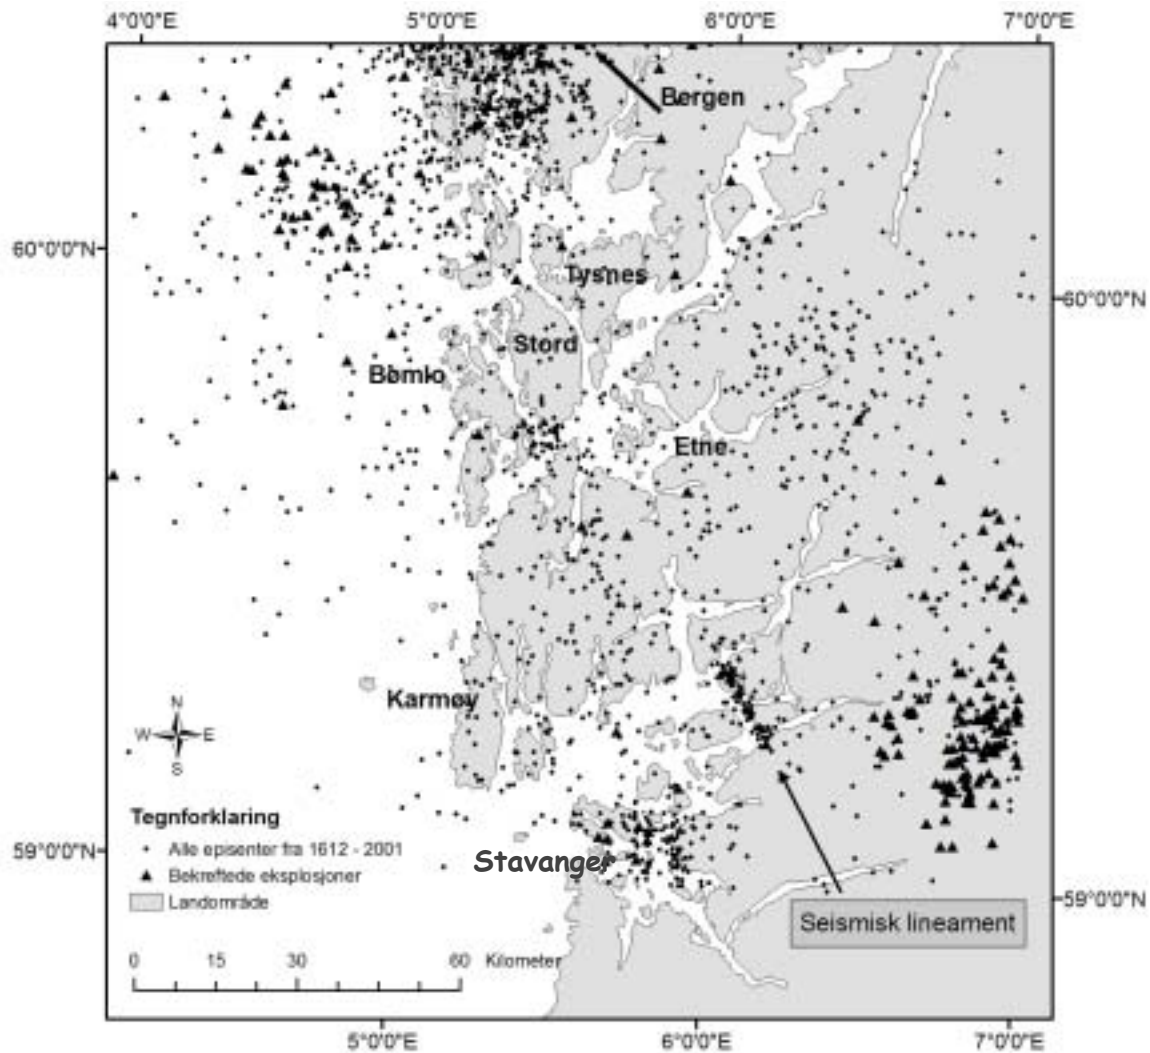 4°0'0"E 5°0'0"E 6°0'0"E 7°0'0"E
Bergen
60°0'0"N
Tysnes
60°0'0"N
Stord
Bømlo
Etne
Karmøy
N
W E
S
Tegnforklaring
Alle episenter fra 1612 - 2001
59°0'0"N
Stavanger
Bekreftede eksplosjoner
Landområde
59°0'0"N
Seismisk lineament
0 15 30 60 Kilometer
5°0'0"E 6°0'0"E 7°0'0"E